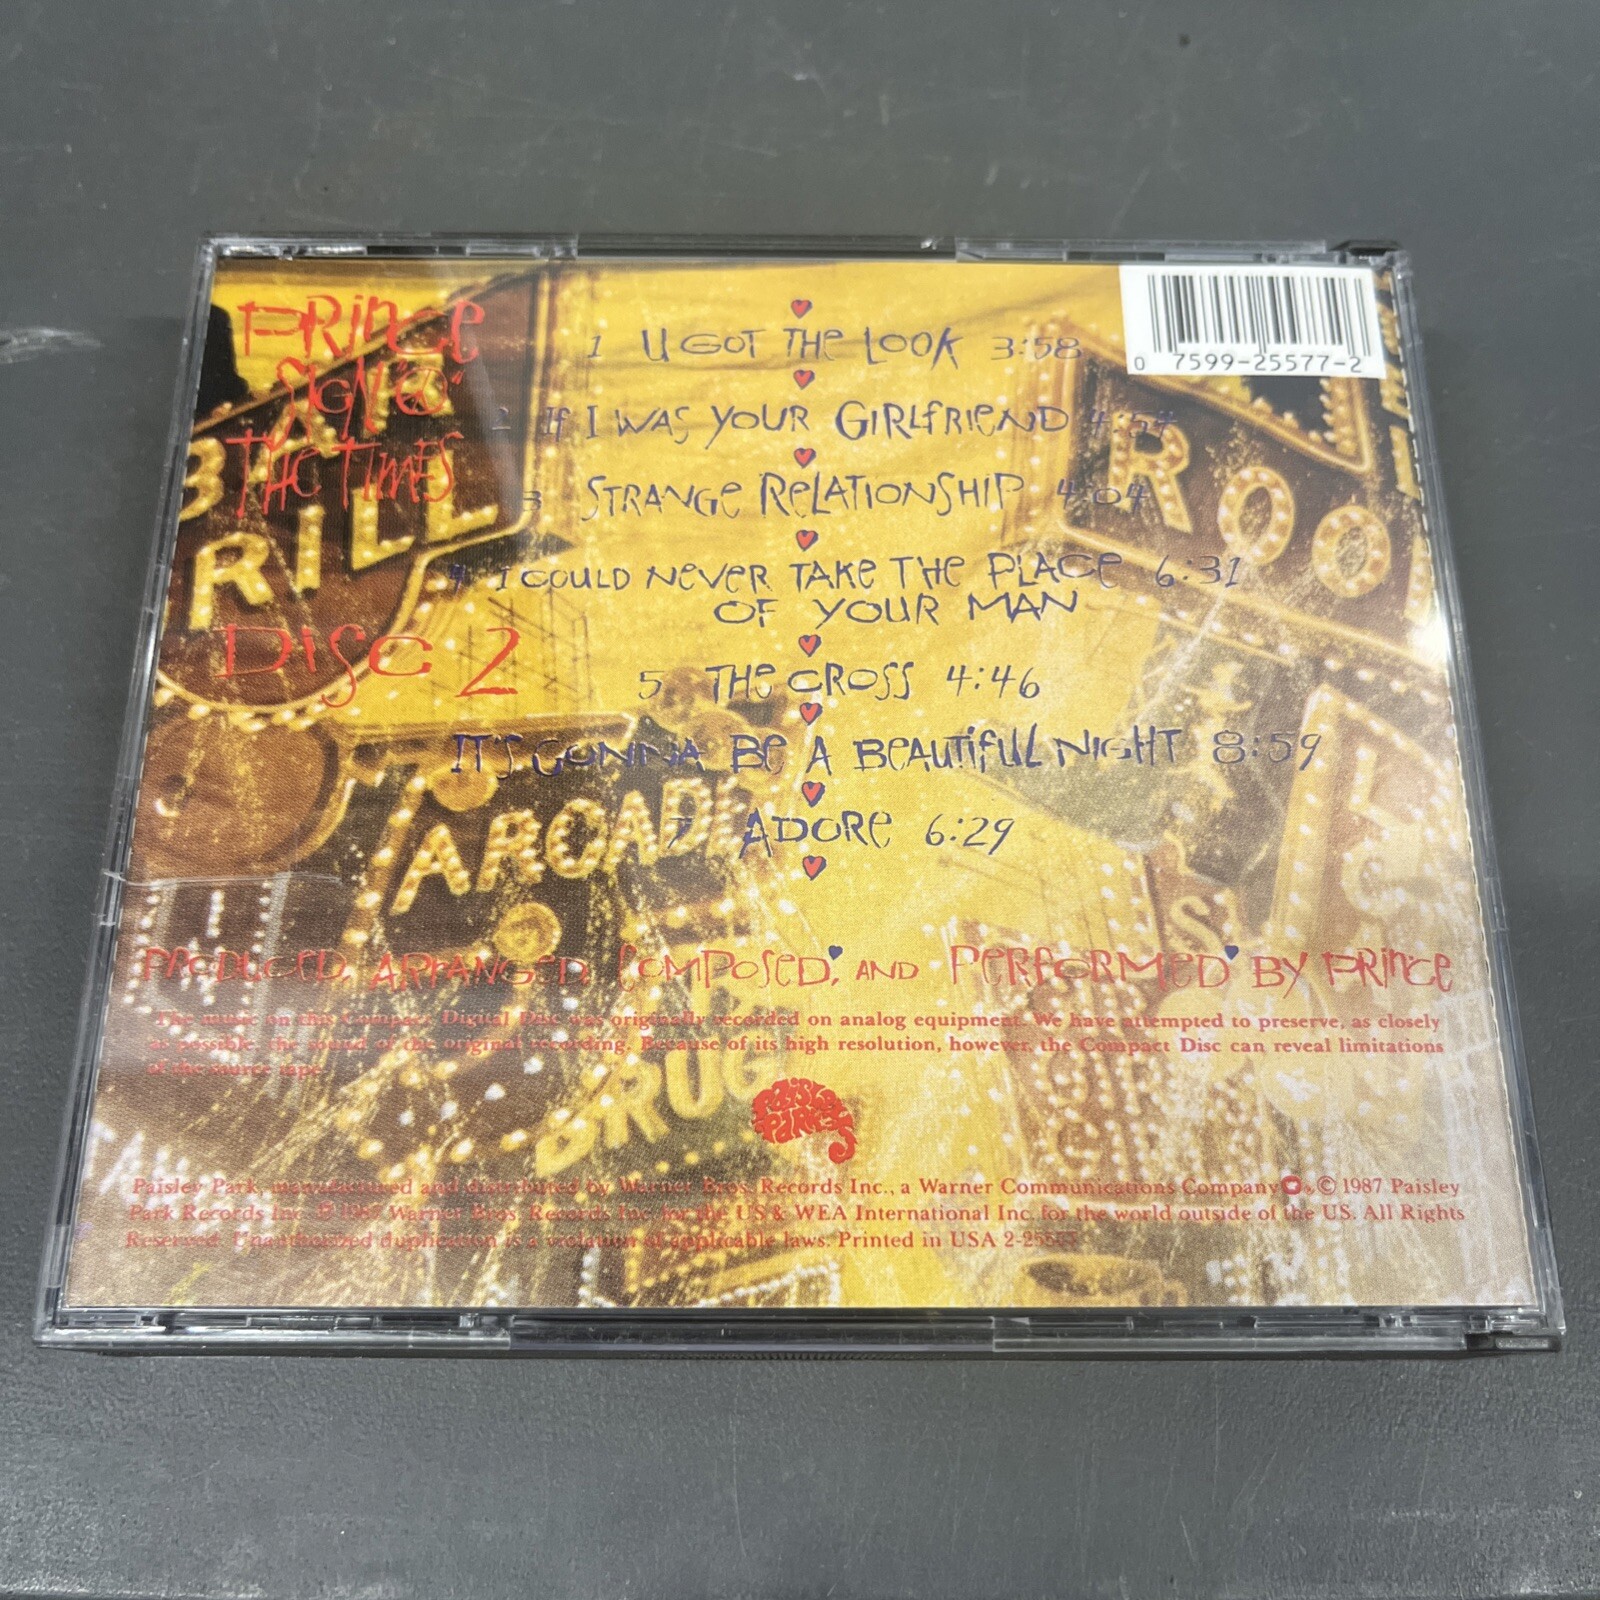 PRINCE
SIGN "O"
THE TIMES
DISC 2
1 U GOT THE LOOK 3:58
2 IF I WAS YOUR GIRLFRIEND 4:54
3 STRANGE RELATIONSHIP 4:04
4 I COULD NEVER TAKE THE PLACE 6:31
OF YOUR MAN
5 THE CROSS 4:46
IT'S GONNA BE A BEAUTIFUL NIGHT 8:59
7 ADORE 6:29
0 7599-25577-2
BAR
GRILL
ROO
ARCADE
DRUG
GIRLS
GIRLS
PRODUCED, ARRANGED, COMPOSED, AND PERFORMED BY PRINCE
The music on this Compact Digital Disc was originally recorded on analog equipment. We have attempted to preserve, as closely
as possible, the sound of the original recording. Because of its high resolution, however, the Compact Disc can reveal limitations
of the source tape.
PAISLEY
PARK
Paisley Park, manufactured and distributed by Warner Bros. Records Inc., a Warner Communications Company ® © 1987 Paisley
Park Records Inc. ℗ 1987 Warner Bros. Records Inc. for the US & WEA International Inc. for the world outside of the US. All Rights
Reserved. Unauthorized duplication is a violation of applicable laws. Printed in USA 2-25577